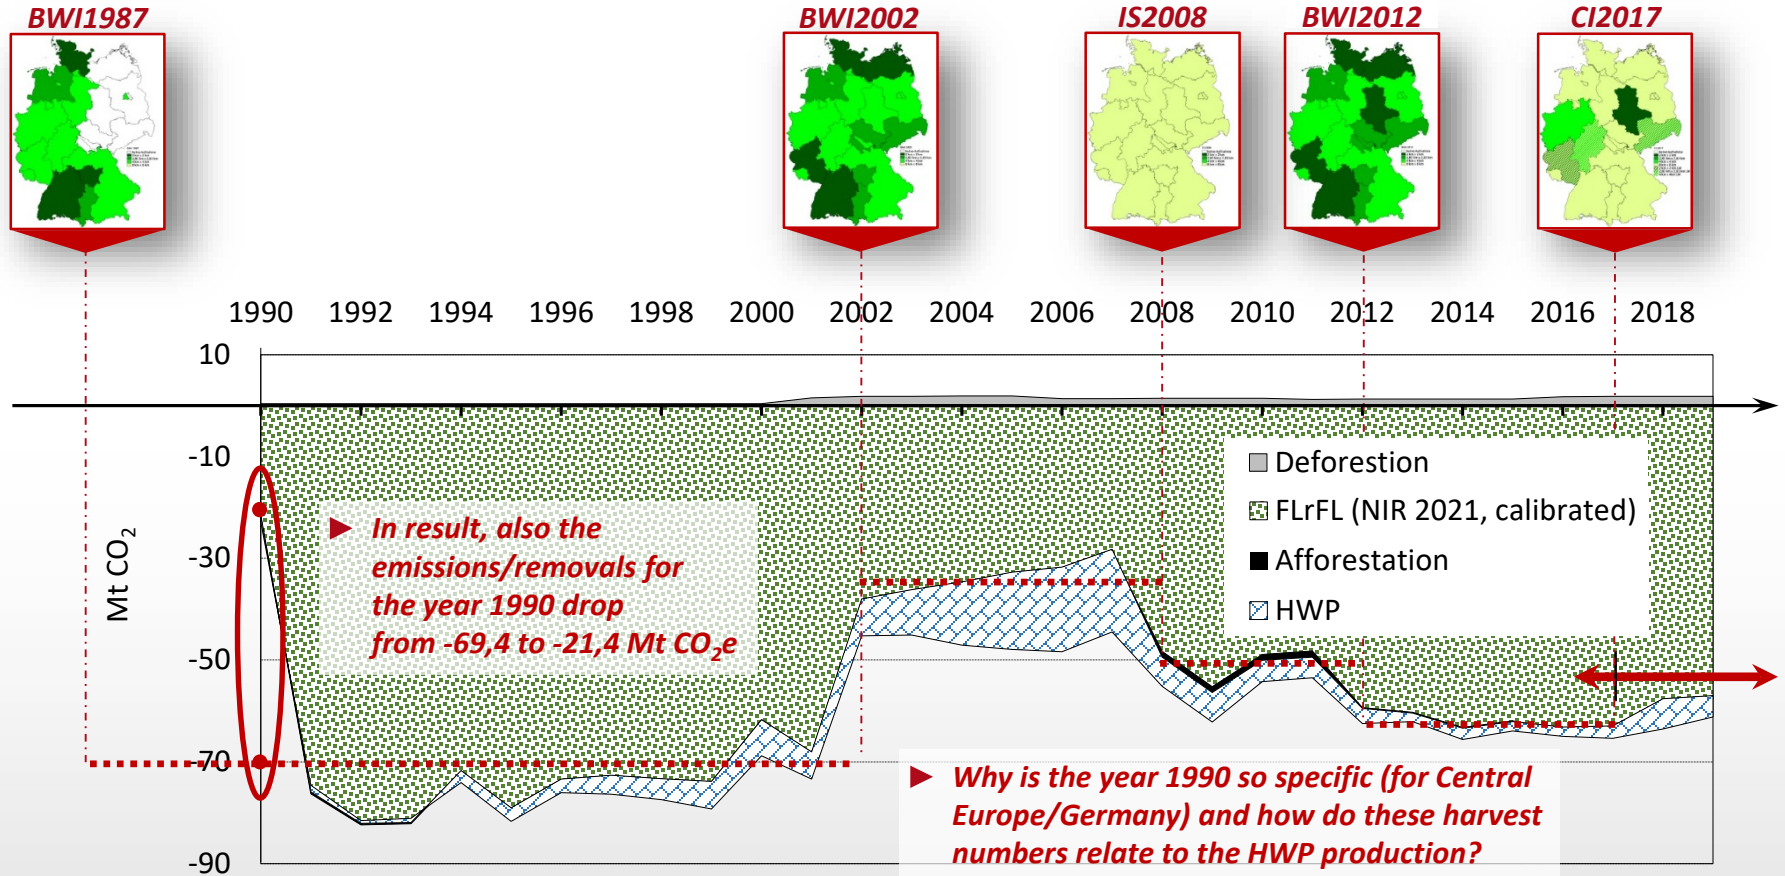 BWI1987
BWI2002
IS2008
BWI2012
CI2017
1990 1992 1994 1996 1998 2000 2002 2004 2006 2008 2010 2012 2014 2016 2018
10
-10
-30
-50
-70
-90
Mt CO₂
► In result, also the
emissions/removals for
the year 1990 drop
from -69,4 to -21,4 Mt CO₂e
Deforestion
FLrFL (NIR 2021, calibrated)
Afforestation
HWP
► Why is the year 1990 so specific (for Central
Europe/Germany) and how do these harvest
numbers relate to the HWP production?